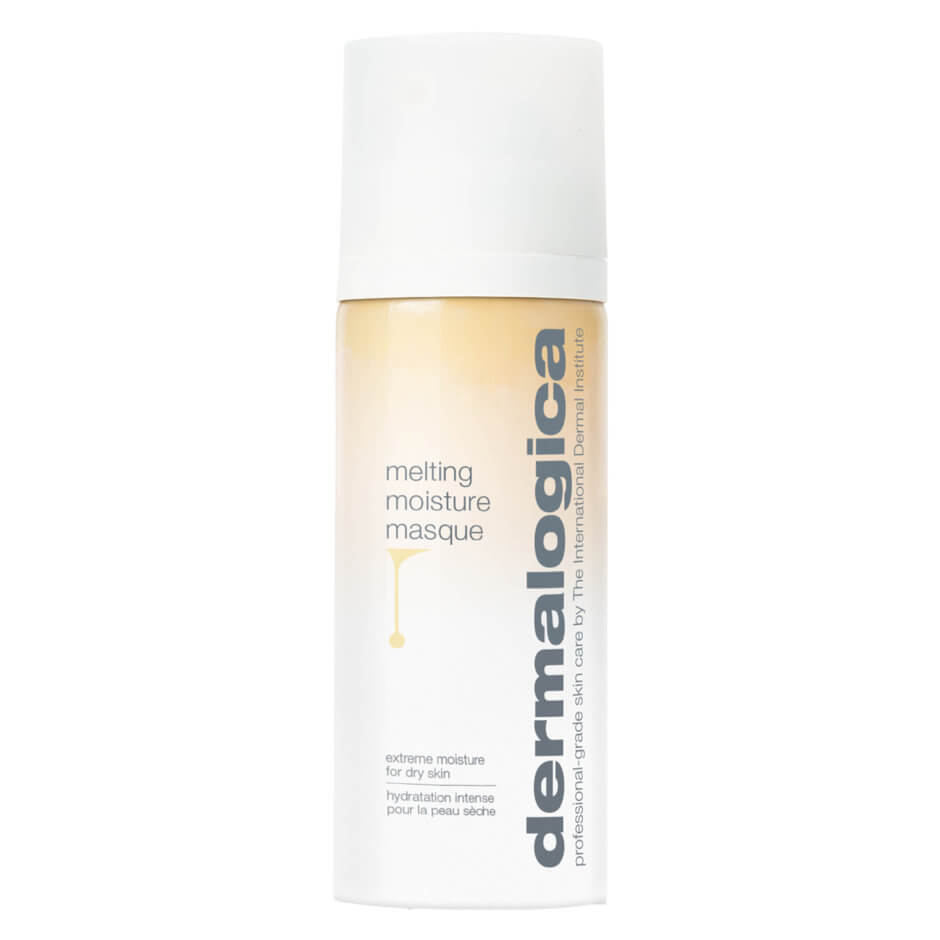 melting
moisture
masque
extreme moisture
for dry skin
hydratation intense
pour la peau sèche
dermalogica
professional-grade skin care by The International Dermal Institute